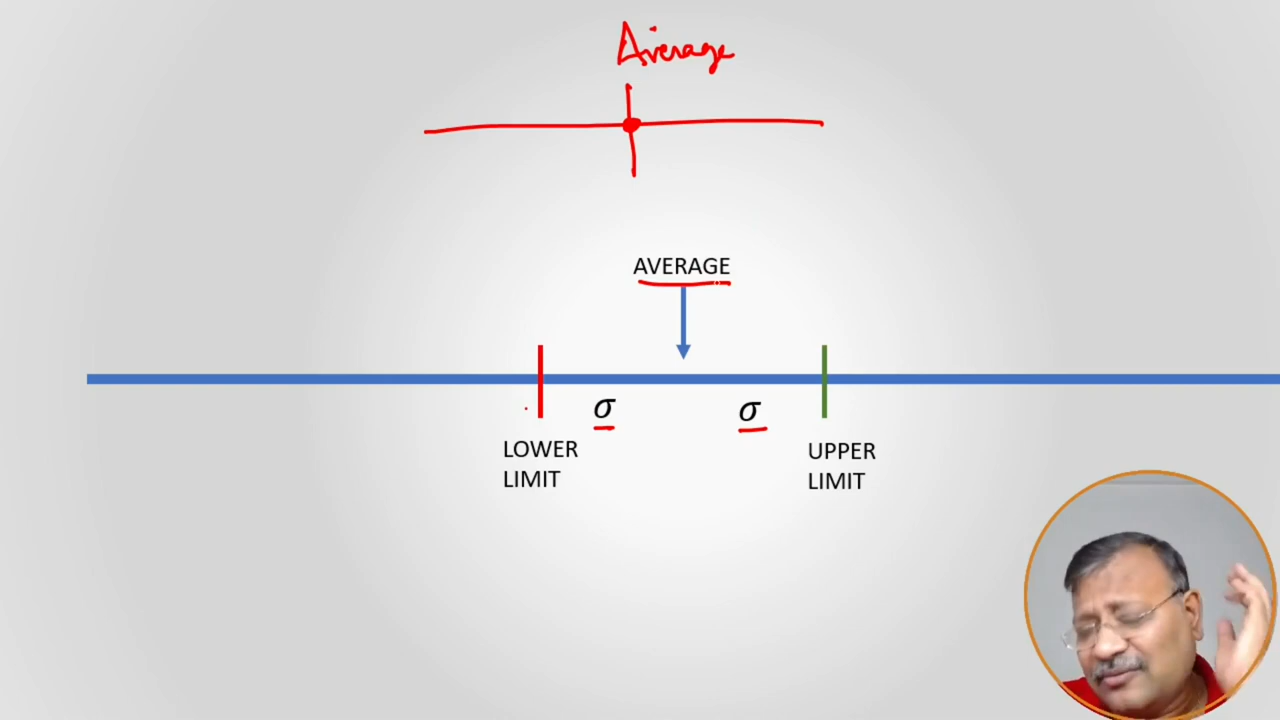 Average
AVERAGE
σ
σ
LOWER
LIMIT
UPPER
LIMIT